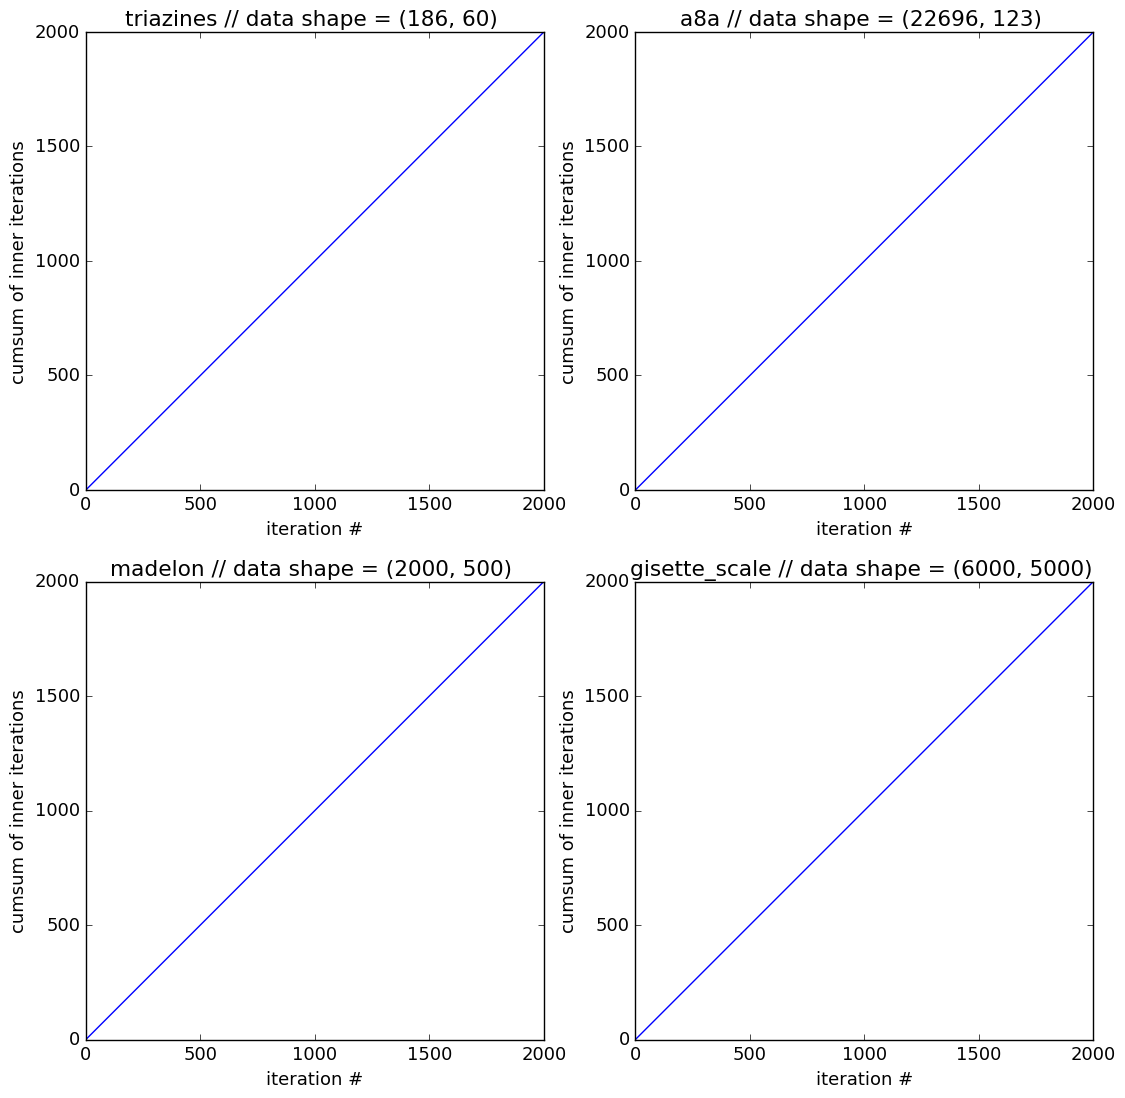 triazines // data shape = (186, 60)
2000
1500
1000
500
0
cumsum of inner iterations
0 500 1000 1500 2000
iteration #
a8a // data shape = (22696, 123)
2000
1500
1000
500
0
cumsum of inner iterations
0 500 1000 1500 2000
iteration #
madelon // data shape = (2000, 500)
2000
1500
1000
500
0
cumsum of inner iterations
0 500 1000 1500 2000
iteration #
gisette_scale // data shape = (6000, 5000)
2000
1500
1000
500
0
cumsum of inner iterations
0 500 1000 1500 2000
iteration #